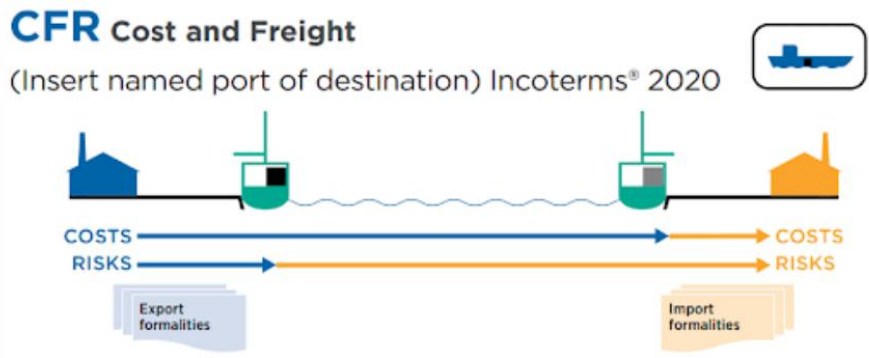 CFR Cost and Freight
(Insert named port of destination) Incoterms® 2020
COSTS COSTS
RISKS RISKS
Export
formalities
Import
formalities